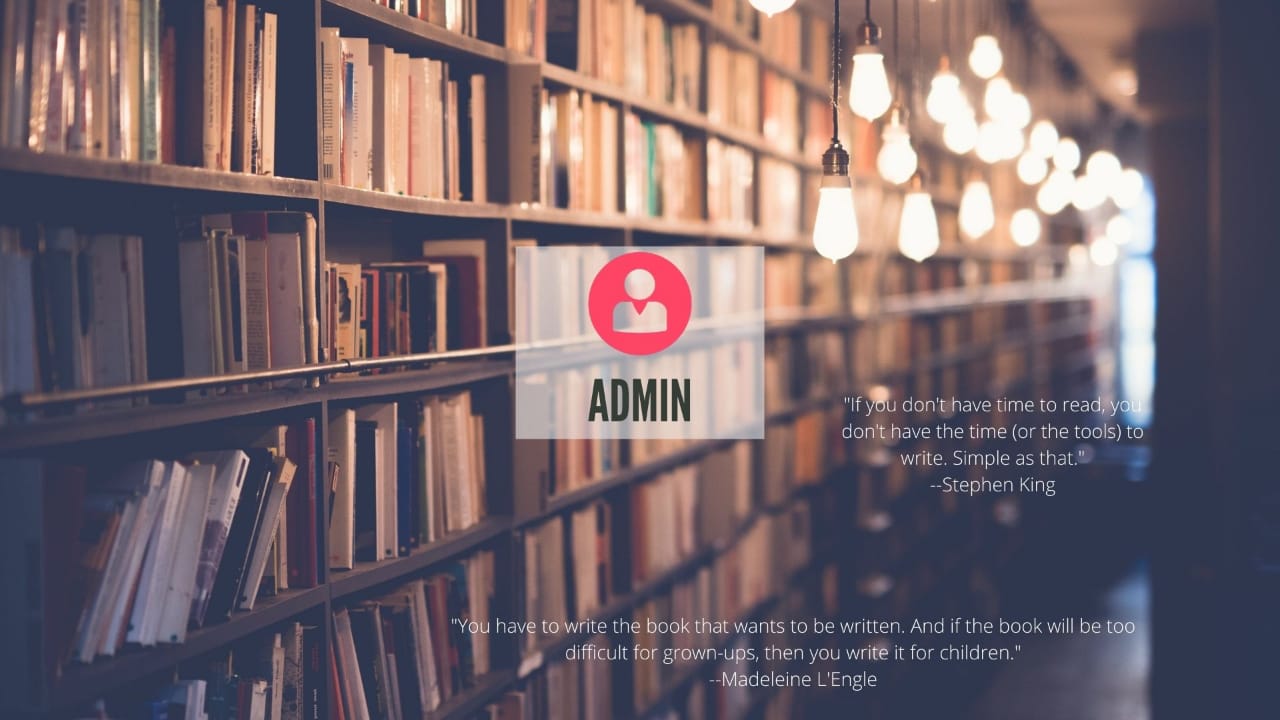 ADMIN
"If you don't have time to read, you
don't have the time (or the tools) to
write. Simple as that."
--Stephen King
"You have to write the book that wants to be written. And if the book will be too
difficult for grown-ups, then you write it for children."
--Madeleine L'Engle